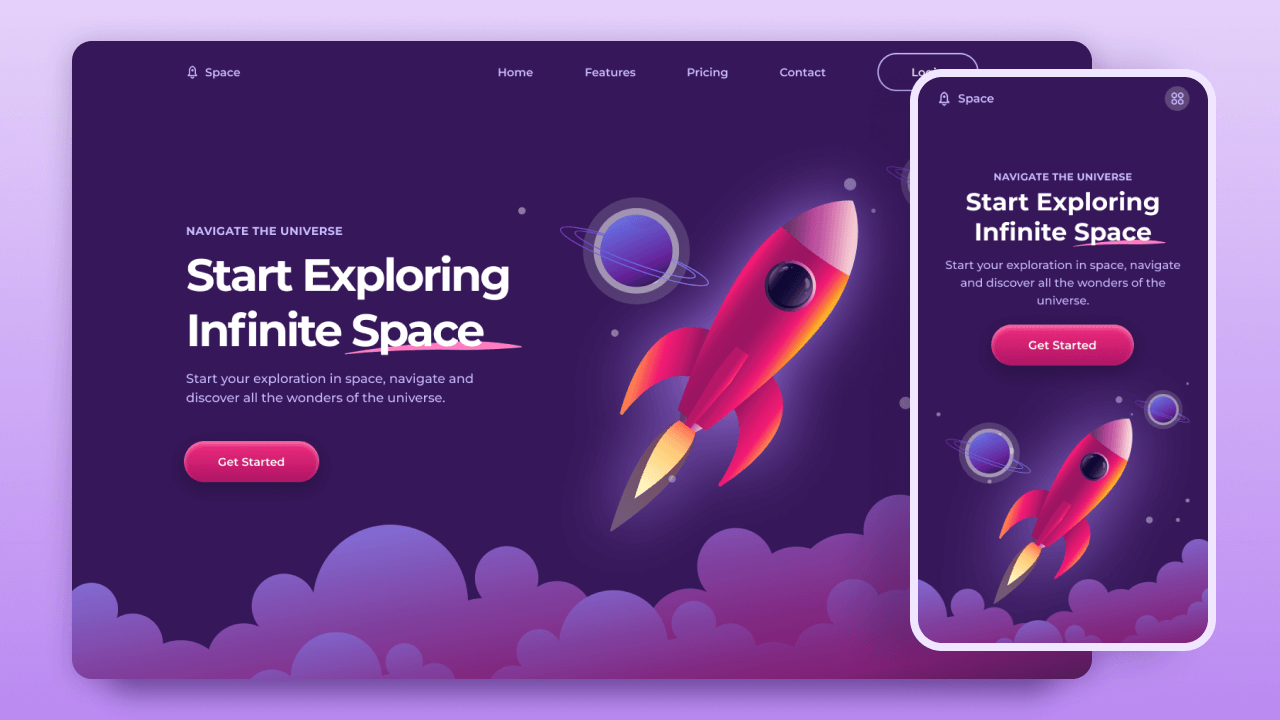 Space
Home Features Pricing Contact
NAVIGATE THE UNIVERSE
Start Exploring
Infinite Space
Start your exploration in space, navigate and
discover all the wonders of the universe.
Get Started
Space
NAVIGATE THE UNIVERSE
Start Exploring
Infinite Space
Start your exploration in space, navigate
and discover all the wonders of the
universe.
Get Started